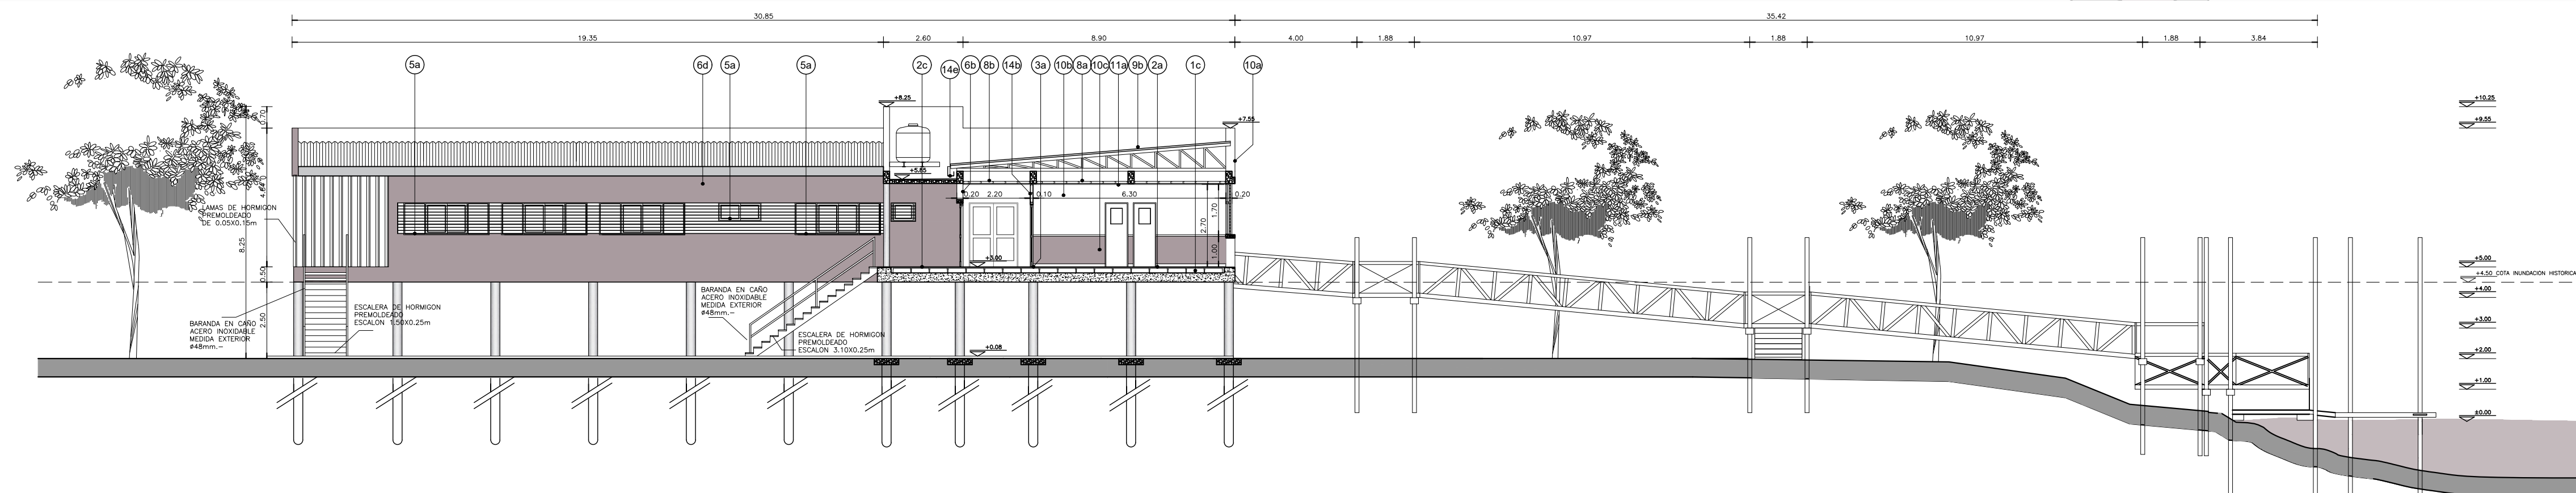 30.85
35.42
19.35
2.60
8.90
4.00
1.88
10.97
1.88
10.97
1.88
3.84
5a
6d
5a
5a
2c
14e
6b
8b
14b
3a
10b
8a
10c
11a
9b
2a
1c
10a
+8.25
+7.55
+5.85
0.70
4.64
8.25
0.50
2.50
0.20
2.20
0.10
6.30
0.20
2.70
1.70
1.00
+3.00
+0.08
LAMAS DE HORMIGON
PREMOLDEADO
DE 0.05X0.15m
BARANDA EN CAÑO
ACERO INOXIDABLE
MEDIDA EXTERIOR
ø48mm.-
ESCALERA DE HORMIGON
PREMOLDEADO
ESCALON 1.50X0.25m
BARANDA EN CAÑO
ACERO INOXIDABLE
MEDIDA EXTERIOR
ø48mm.-
ESCALERA DE HORMIGON
PREMOLDEADO
ESCALON 3.10X0.25m
+10.25
+9.55
+5.00
+4.50 COTA INUNDACION HISTORICA
+4.00
+3.00
+2.00
+1.00
±0.00